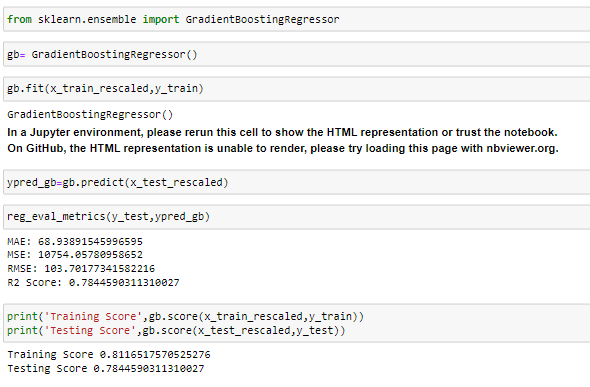 from sklearn.ensemble import GradientBoostingRegressor
gb= GradientBoostingRegressor()
gb.fit(x_train_rescaled,y_train)
GradientBoostingRegressor()
In a Jupyter environment, please rerun this cell to show the HTML representation or trust the notebook.
On GitHub, the HTML representation is unable to render, please try loading this page with nbviewer.org.
ypred_gb=gb.predict(x_test_rescaled)
reg_eval_metrics(y_test,ypred_gb)
MAE: 68.93891545996595
MSE: 10754.05780958652
RMSE: 103.70177341582216
R2 Score: 0.7844590311310027
print('Training Score',gb.score(x_train_rescaled,y_train))
print('Testing Score',gb.score(x_test_rescaled,y_test))
Training Score 0.8116517570525276
Testing Score 0.7844590311310027